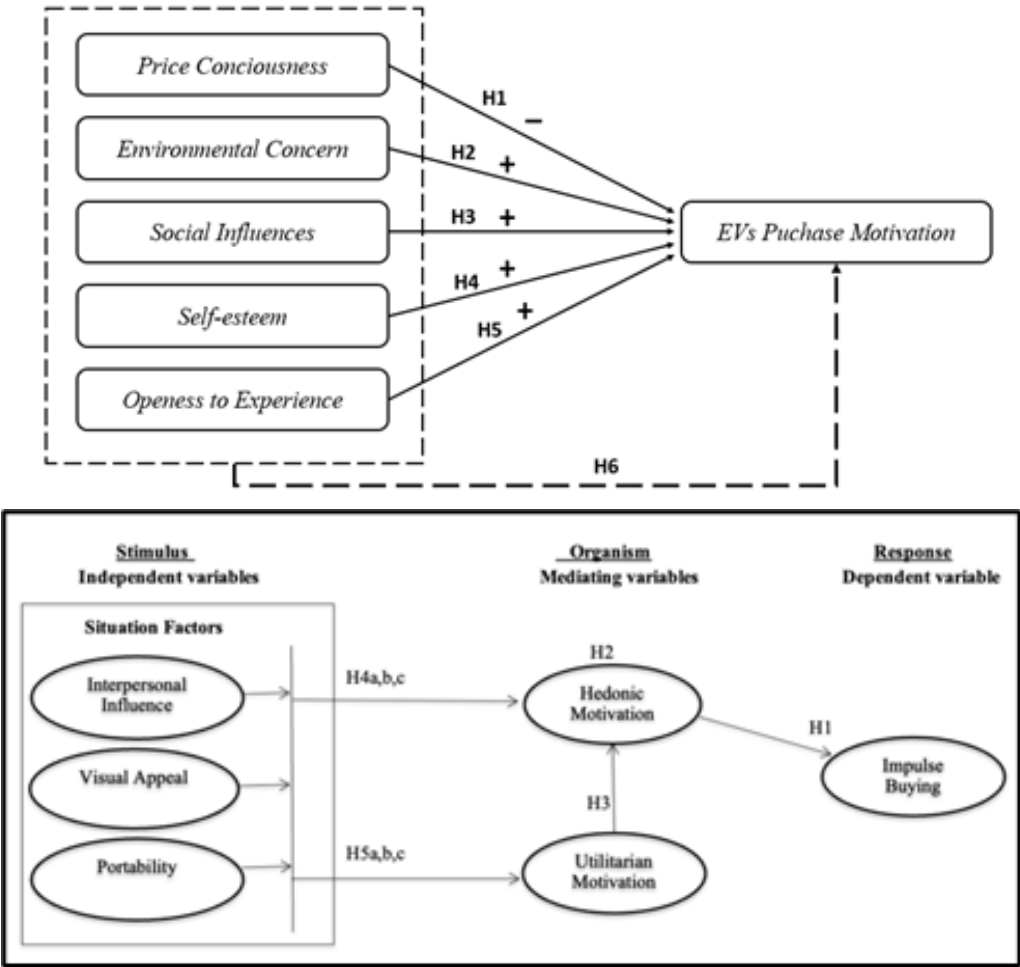 Price Conciousness
H1
−
Environmental Concern
H2
+
Social Influences
H3
+
EVs Puchase Motivation
Self-esteem
H4
+
H5
+
Openess to Experience
H6
Stimulus
Independent variables
Organism
Mediating variables
Response
Dependent variable
Situation Factors
Interpersonal
Influence
Visual Appeal
Portability
H4a,b,c
H5a,b,c
H2
Hedonic
Motivation
H3
Utilitarian
Motivation
H1
Impulse
Buying